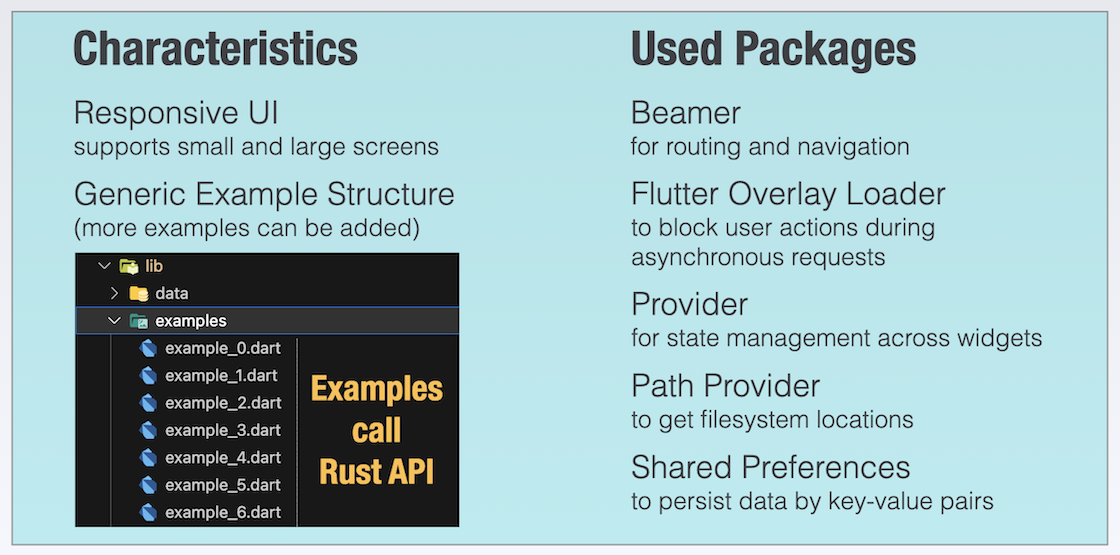 Characteristics
Responsive UI
supports small and large screens
Generic Example Structure
(more examples can be added)
lib
data
examples
example_0.dart
example_1.dart
example_2.dart
example_3.dart
example_4.dart
example_5.dart
example_6.dart
Examples
call
Rust API
Used Packages
Beamer
for routing and navigation
Flutter Overlay Loader
to block user actions during
asynchronous requests
Provider
for state management across widgets
Path Provider
to get filesystem locations
Shared Preferences
to persist data by key-value pairs